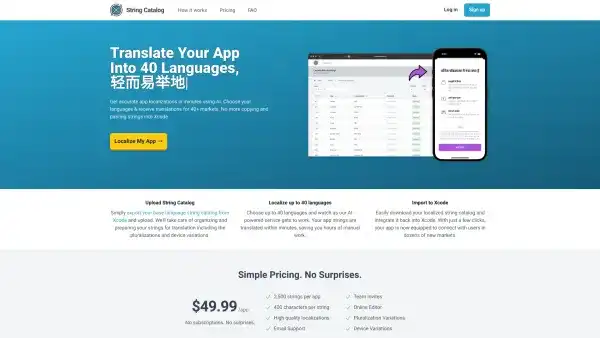 String Catalog
How it works
Pricing
FAQ
Log in
Sign up
Translate Your App
Into 40 Languages,
轻而易举地
Get accurate app localizations in minutes using AI. Choose your
languages & receive translations for 40+ markets. No more copying and
pasting strings into Xcode.
Localize My App →
Upload String Catalog
Simply export your base language string catalog from
Xcode and upload. We'll take care of organizing and
preparing your strings for translation including the
pluralizations and device variations.
Localize up to 40 languages
Choose up to 40 languages and watch as our AI
powered service gets to work. Your app strings are
translated within minutes, saving you hours of manual
work.
Import to Xcode
Easily download your localized string catalog and
integrate it back into Xcode. With just a few clicks,
your app is now equipped to connect with users in
dozens of new markets.
Simple Pricing. No Surprises.
$49.99 /app
No subscriptions. No surprises.
2,500 strings per app
400 characters per string
High quality localizations
Email Support
Team Invites
Online Editor
Pluralization Variations
Device Variations